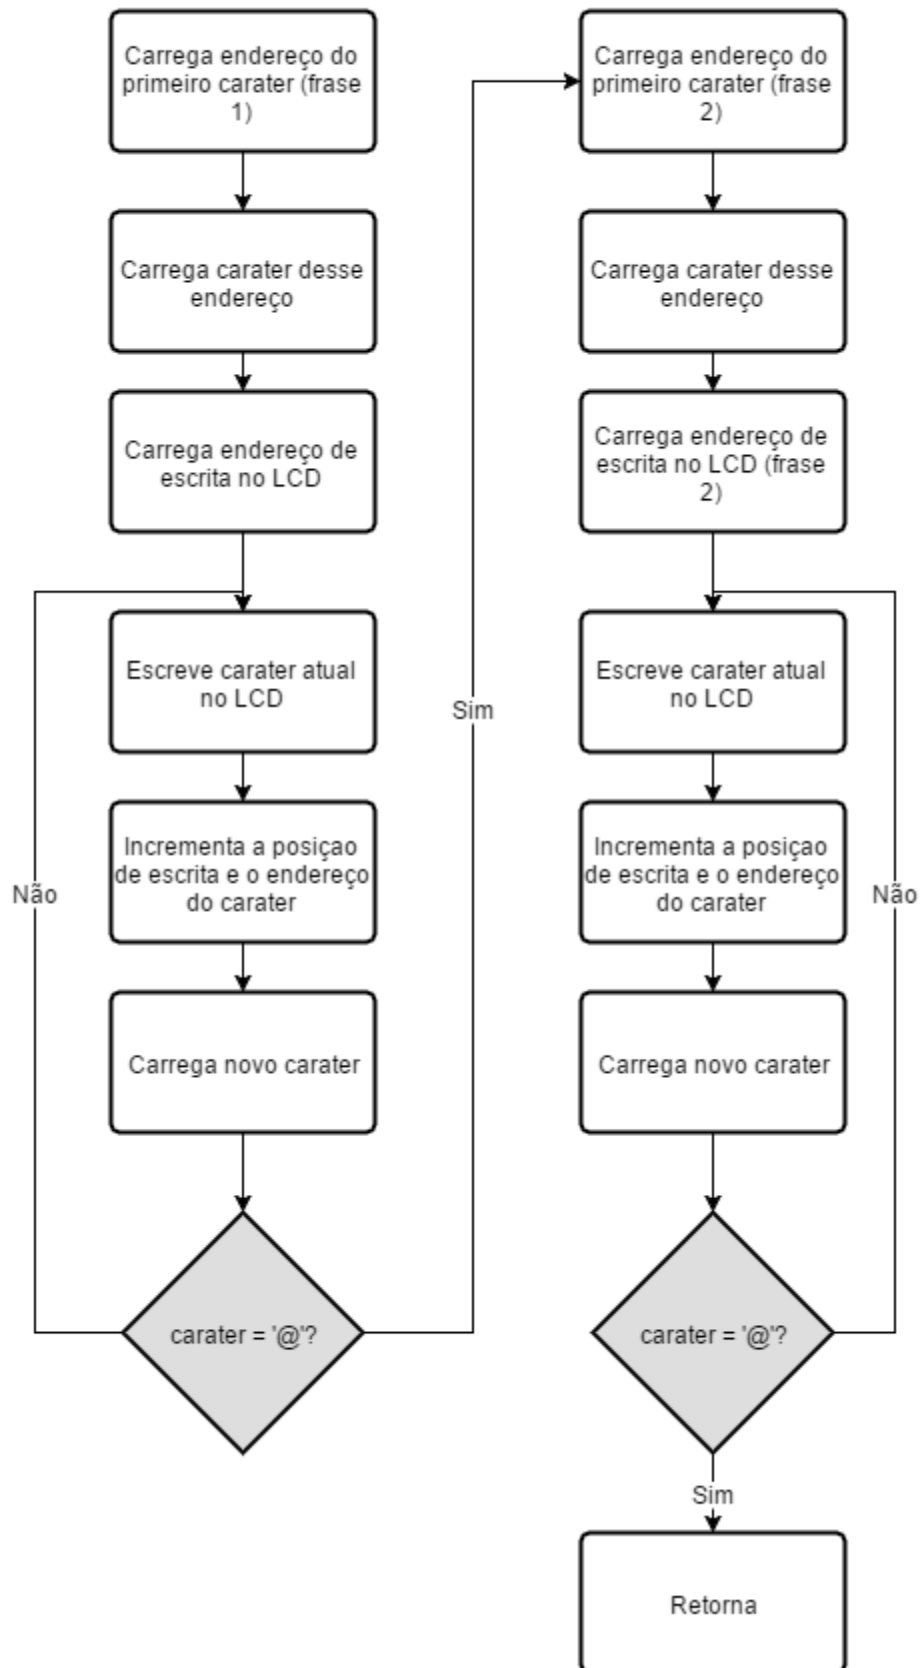 Carrega endereço do
primeiro carater (frase
1)
Carrega carater desse
endereço
Carrega endereço de
escrita no LCD
Escreve carater atual
no LCD
Incrementa a posiçao
de escrita e o endereço
do carater
Não
Carrega novo carater
carater = '@'?
Sim
Carrega endereço do
primeiro carater (frase
2)
Carrega carater desse
endereço
Carrega endereço de
escrita no LCD (frase
2)
Escreve carater atual
no LCD
Incrementa a posiçao
de escrita e o endereço
do carater
Não
Carrega novo carater
carater = '@'?
Sim
Retorna